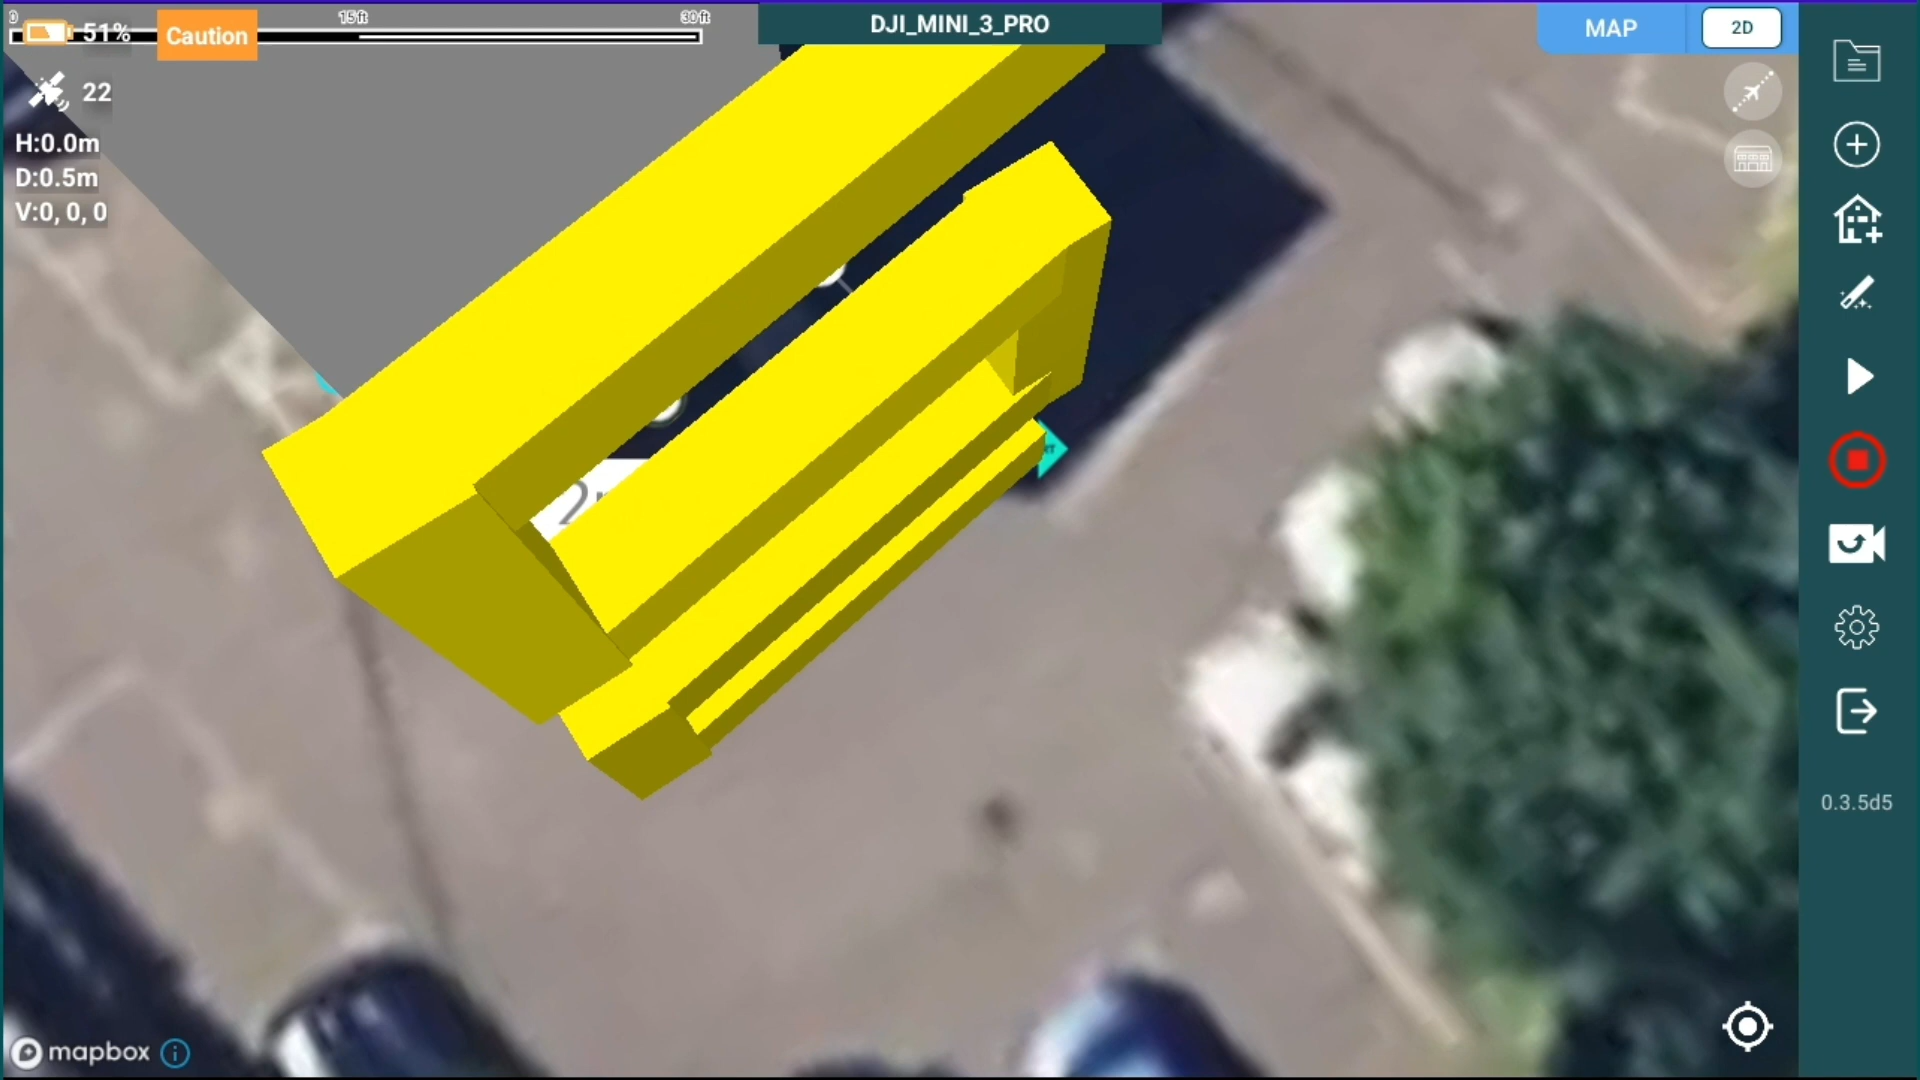 0 15ft 30ft
51%
Caution
DJI_MINI_3_PRO
MAP
2D
22
H:0.0m
D:0.5m
V:0, 0, 0
0.3.5d5
mapbox